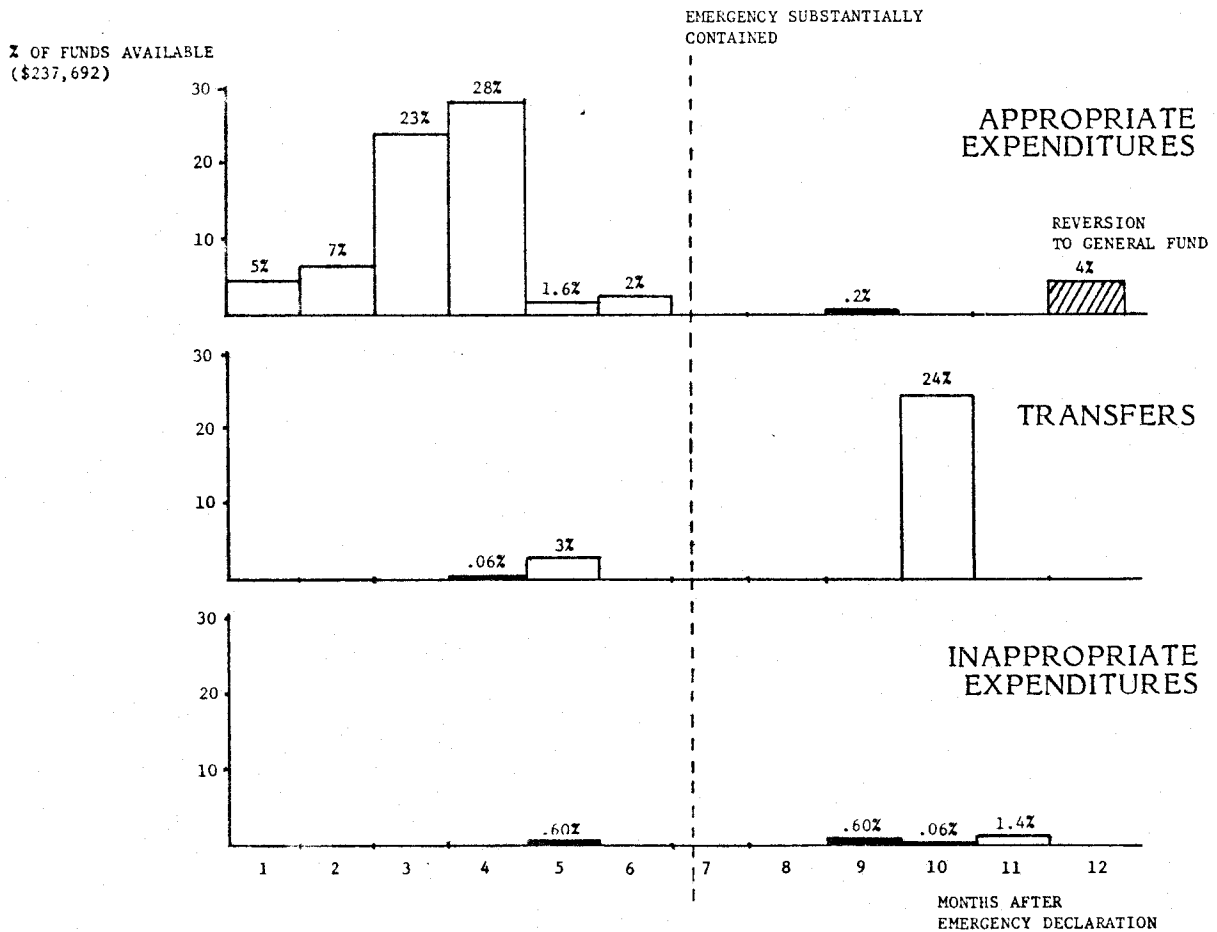 EMERGENCY SUBSTANTIALLY
CONTAINED
% OF FUNDS AVAILABLE
($237,692)
30
20
10
5%
7%
23%
28%
1.6%
2%
.2%
4%
APPROPRIATE
EXPENDITURES
REVERSION
TO GENERAL FUND
30
20
10
.06%
3%
24%
TRANSFERS
30
20
10
.60%
.60%
.06%
1.4%
INAPPROPRIATE
EXPENDITURES
1 2 3 4 5 6 7 8 9 10 11 12
MONTHS AFTER
EMERGENCY DECLARATION